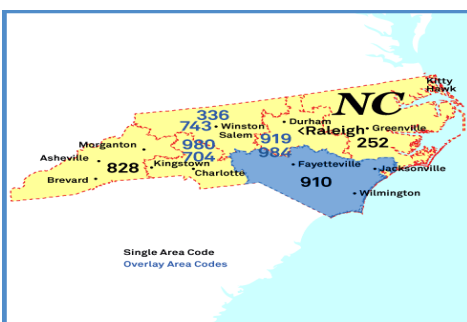 Kitty
Hawk
NC
336
743
Winston
Salem
Durham
<Raleigh
Greenville
919
984
252
Morganton
980
704
Asheville
828
Kingstown
Charlotte
Brevard
Fayetteville
910
Jacksonville
Wilmington
Single Area Code
Overlay Area Codes